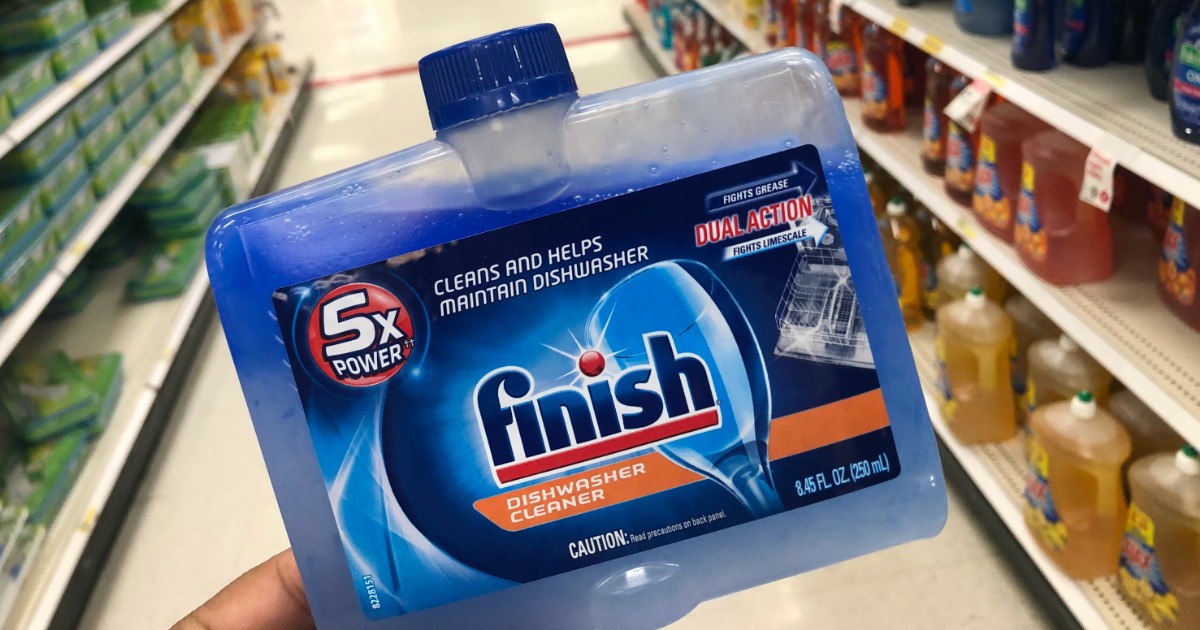 CLEANS AND HELPS
MAINTAIN DISHWASHER
FIGHTS GREASE
DUAL ACTION
FIGHTS LIMESCALE
5X
POWER††
finish
DISHWASHER
CLEANER
8.45 FL. OZ. (250 mL)
CAUTION: Read precautions on back panel.
8228151